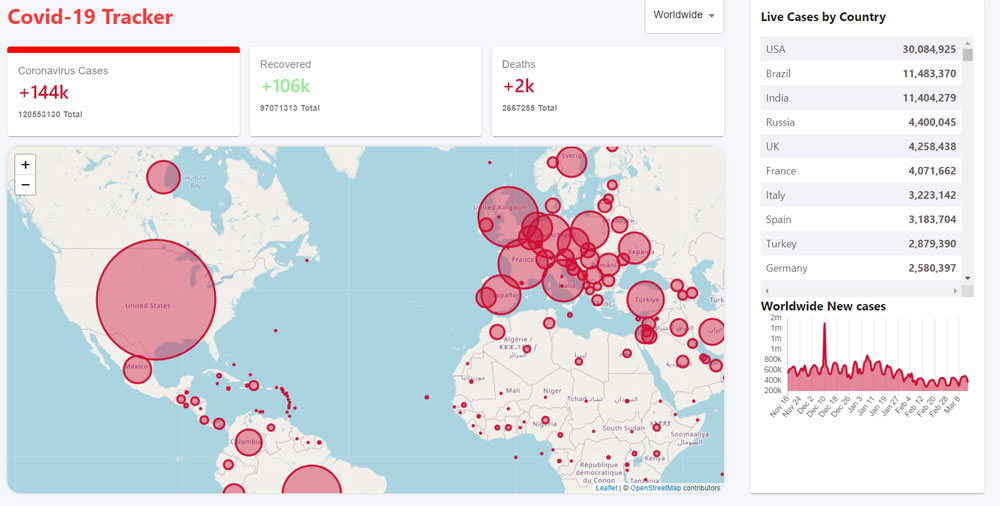 Covid-19 Tracker
Worldwide
Coronavirus Cases
+144k
120553130 Total
Recovered
+106k
97071313 Total
Deaths
+2k
2667255 Total
+
−
Hudson
Bay
Sverige
United Kingdom
France
România
Україна
España
Italia
Türkiye
United States
México
Algérie /
الجزائر
ليبيا
العراق
السعودية
Mali
Niger
Tchad تشاد
السودان
Nigeria
South Sudan
Soomaaliya
الصومال
Colombia
Kenya
République
démocratique
du Congo
Tanzania
Leaflet | © OpenStreetMap contributors
Live Cases by Country
USA 30,084,925
Brazil 11,483,370
India 11,404,279
Russia 4,400,045
UK 4,258,438
France 4,071,662
Italy 3,223,142
Spain 3,183,704
Turkey 2,879,390
Germany 2,580,397
Worldwide New cases
2m
1m
1m
800k
600k
400k
200k
Nov 16
Nov 24
Dec 2
Dec 10
Dec 18
Dec 26
Jan 3
Jan 11
Jan 19
Jan 27
Feb 4
Feb 12
Feb 20
Feb 28
Mar 8